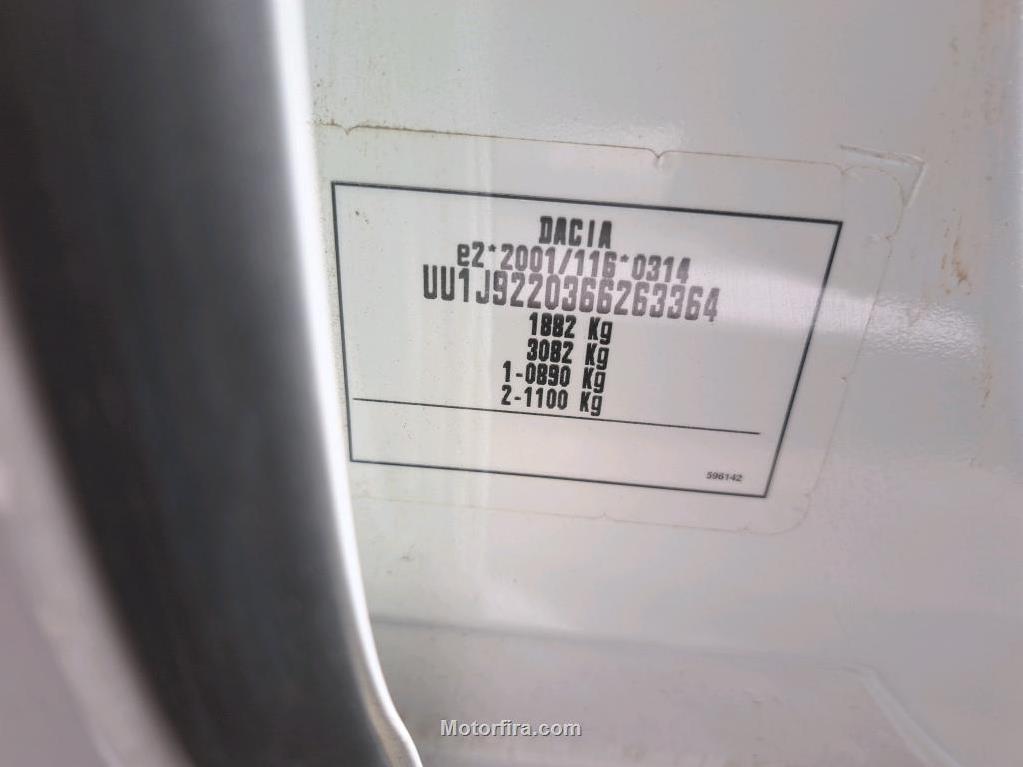 DACIA
e2*2001/116*0314
UU1J9220366263364
1882 Kg
3082 Kg
1-0890 Kg
2-1100 Kg
596142
Motorfira.com